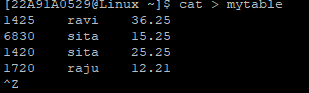 [22A91A0529@Linux ~]$ cat > mytable
1425 ravi 36.25
6830 sita 15.25
1420 sita 25.25
1720 raju 12.21
^Z